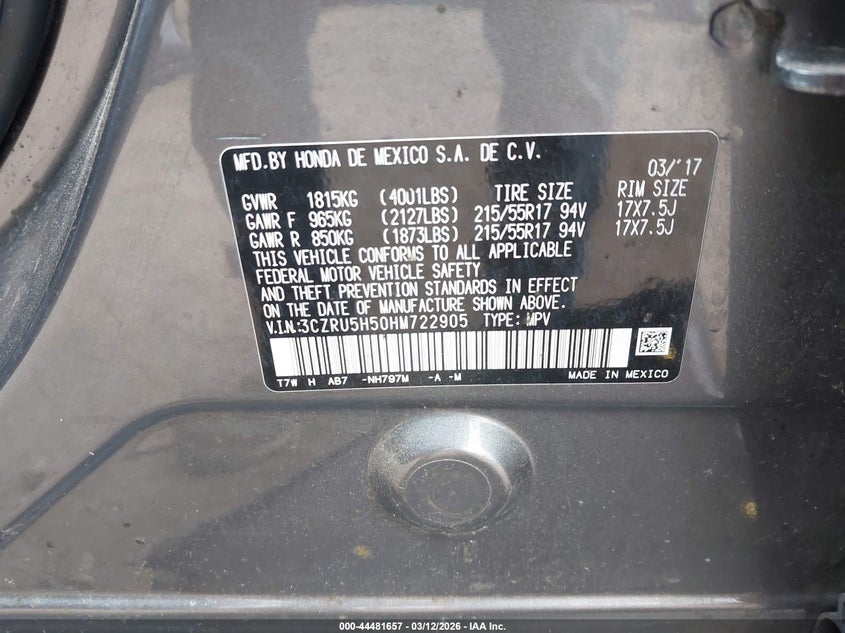 MFD.BY HONDA DE MEXICO S.A. DE C.V.
03/'17
GVWR 1815KG (4001LBS) TIRE SIZE RIM SIZE
GAWR F 965KG (2127LBS) 215/55R17 94V 17X7.5J
GAWR R 850KG (1873LBS) 215/55R17 94V 17X7.5J
THIS VEHICLE CONFORMS TO ALL APPLICABLE
FEDERAL MOTOR VEHICLE SAFETY
AND THEFT PREVENTION STANDARDS IN EFFECT
ON THE DATE OF MANUFACTURE SHOWN ABOVE.
V.I.N:3CZRU5H50HM722905 TYPE: MPV
T7W H AB7 -NH797M -A -M MADE IN MEXICO
000-44481657 - 03/12/2026 - IAA Inc.